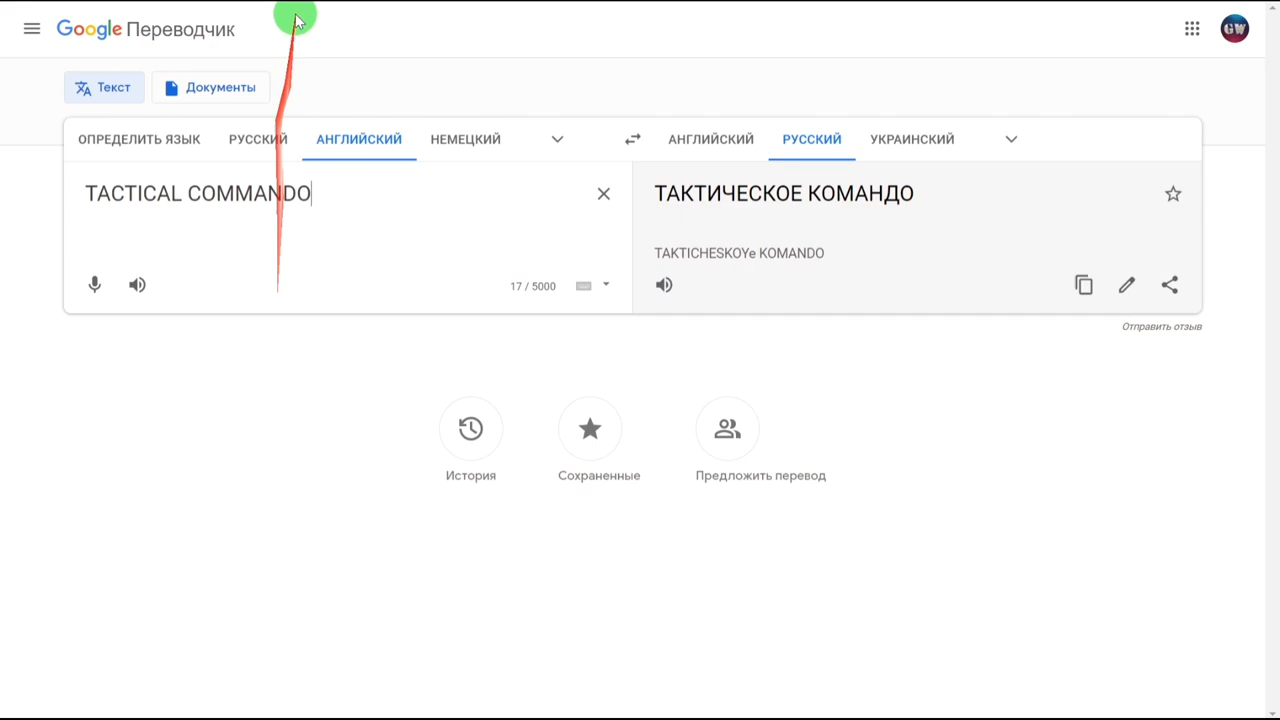 Google Переводчик
GW
Текст Документы
ОПРЕДЕЛИТЬ ЯЗЫК РУССКИЙ АНГЛИЙСКИЙ НЕМЕЦКИЙ АНГЛИЙСКИЙ РУССКИЙ УКРАИНСКИЙ
TACTICAL COMMANDO
ТАКТИЧЕСКОЕ КОМАНДО
TAKTICHESKOYe KOMANDO
17 / 5000
Отправить отзыв
История Сохраненные Предложить перевод